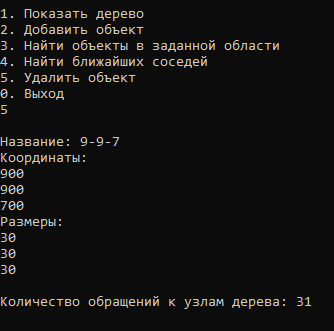 1. Показать дерево
2. Добавить объект
3. Найти объекты в заданной области
4. Найти ближайших соседей
5. Удалить объект
0. Выход
5
Название: 9-9-7
Координаты:
900
900
700
Размеры:
30
30
30
Количество обращений к узлам дерева: 31